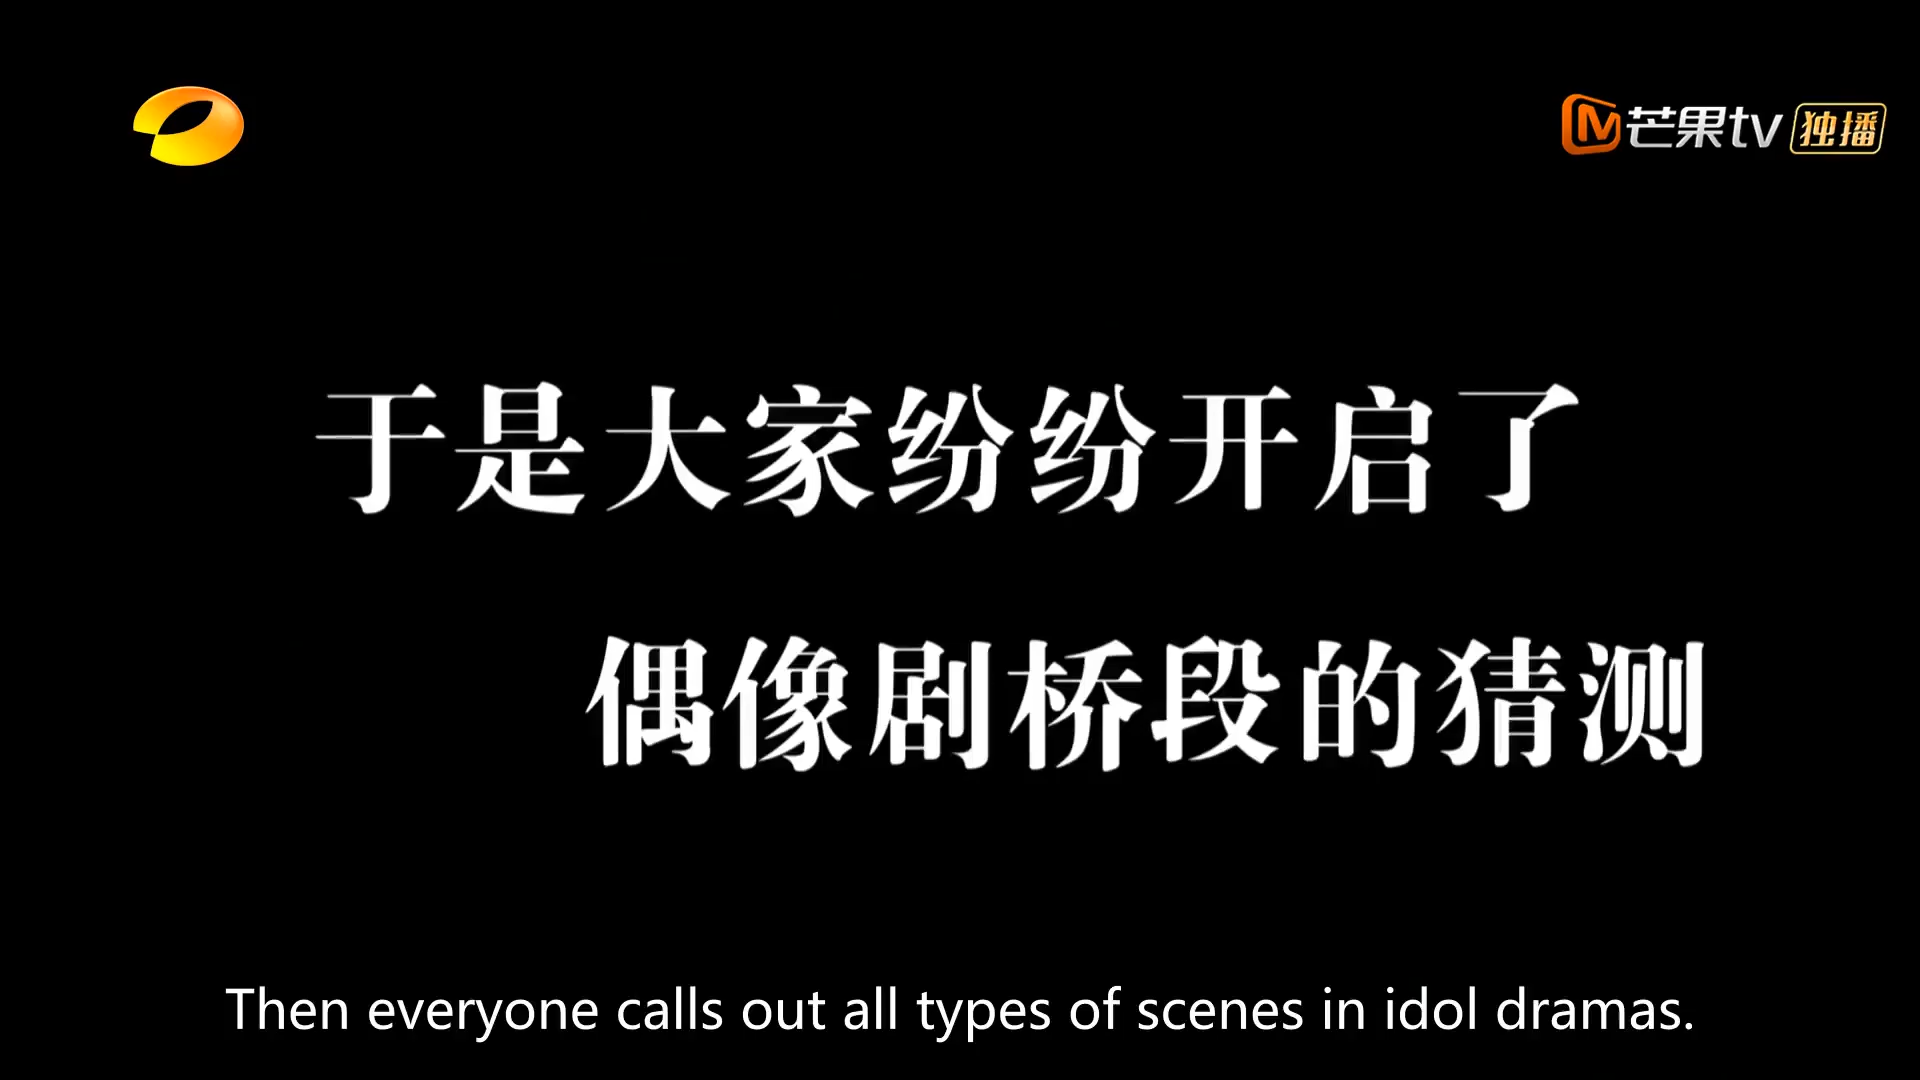 芒果tv 独播
于是大家纷纷开启了
偶像剧桥段的猜测
Then everyone calls out all types of scenes in idol dramas.